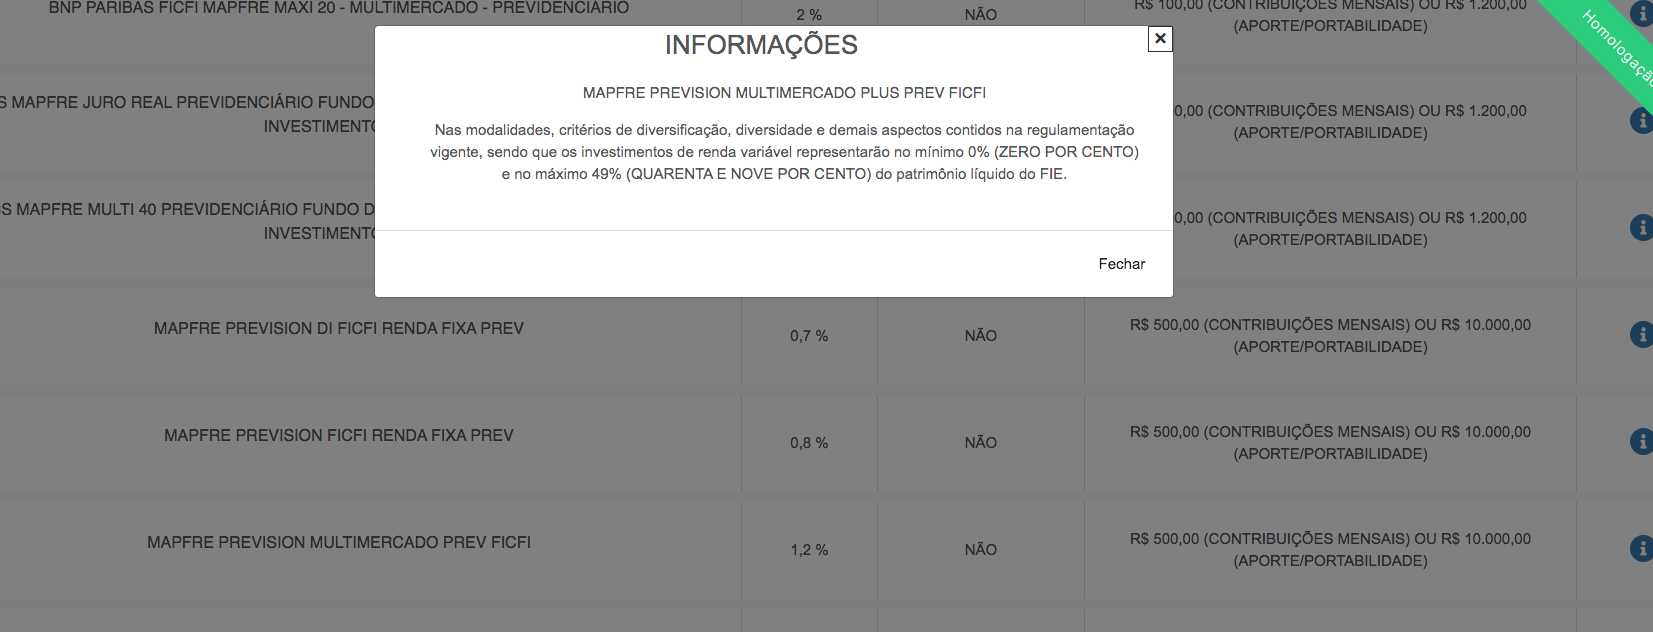 BNP PARIBAS FICFI MAPFRE MAXI 20 - MULTIMERCADO - PREVIDENCIÁRIO
2 %
NÃO
R$ 100,00 (CONTRIBUIÇÕES MENSAIS) OU R$ 1.200,00
(APORTE/PORTABILIDADE)
Homologação
INFORMAÇÕES
×
MAPFRE PREVISION MULTIMERCADO PLUS PREV FICFI
Nas modalidades, critérios de diversificação, diversidade e demais aspectos contidos na regulamentação
vigente, sendo que os investimentos de renda variável representarão no mínimo 0% (ZERO POR CENTO)
e no máximo 49% (QUARENTA E NOVE POR CENTO) do patrimônio líquido do FIE.
Fechar
S MAPFRE JURO REAL PREVIDENCIÁRIO FUNDO
INVESTIMENTO
0,00 (CONTRIBUIÇÕES MENSAIS) OU R$ 1.200,00
(APORTE/PORTABILIDADE)
S MAPFRE MULTI 40 PREVIDENCIÁRIO FUNDO D
INVESTIMENTO
0,00 (CONTRIBUIÇÕES MENSAIS) OU R$ 1.200,00
(APORTE/PORTABILIDADE)
MAPFRE PREVISION DI FICFI RENDA FIXA PREV
0,7 %
NÃO
R$ 500,00 (CONTRIBUIÇÕES MENSAIS) OU R$ 10.000,00
(APORTE/PORTABILIDADE)
MAPFRE PREVISION FICFI RENDA FIXA PREV
0,8 %
NÃO
R$ 500,00 (CONTRIBUIÇÕES MENSAIS) OU R$ 10.000,00
(APORTE/PORTABILIDADE)
MAPFRE PREVISION MULTIMERCADO PREV FICFI
1,2 %
NÃO
R$ 500,00 (CONTRIBUIÇÕES MENSAIS) OU R$ 10.000,00
(APORTE/PORTABILIDADE)